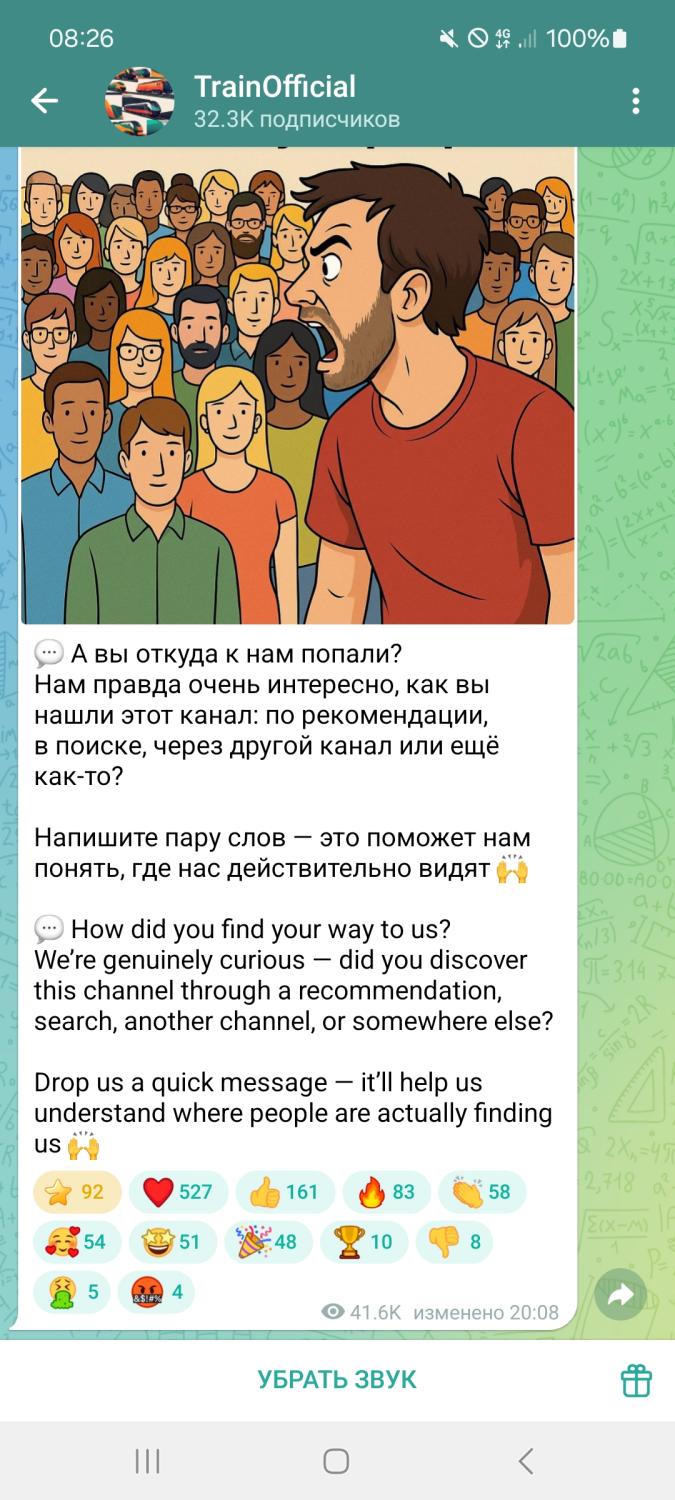 08:26
4G
100%
TrainOfficial
32.3K подписчиков
💬 А вы откуда к нам попали?
Нам правда очень интересно, как вы
нашли этот канал: по рекомендации,
в поиске, через другой канал или ещё
как-то?
Напишите пару слов — это поможет нам
понять, где нас действительно видят 🙌
💬 How did you find your way to us?
We’re genuinely curious — did you discover
this channel through a recommendation,
search, another channel, or somewhere else?
Drop us a quick message — it’ll help us
understand where people are actually finding
us 🙌
⭐ 92 ❤️ 527 👍 161 🔥 83 👏 58
🥰 54 🤩 51 🎉 48 🏆 10 👎 8
🤮 5 🤬 4
41.6K изменено 20:08
УБРАТЬ ЗВУК